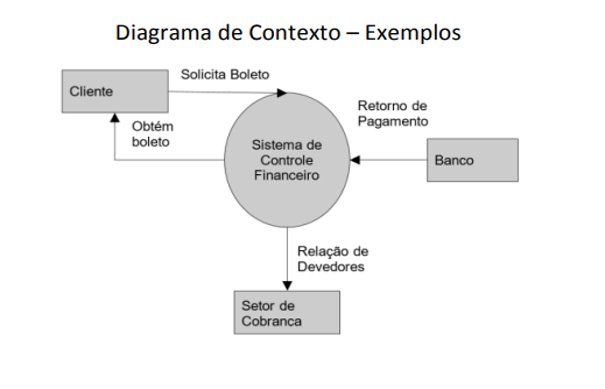 Diagrama de Contexto – Exemplos
Solicita Boleto
Cliente
Retorno de
Pagamento
Obtém
boleto
Sistema de
Controle
Financeiro
Banco
Relação de
Devedores
Setor de
Cobranca